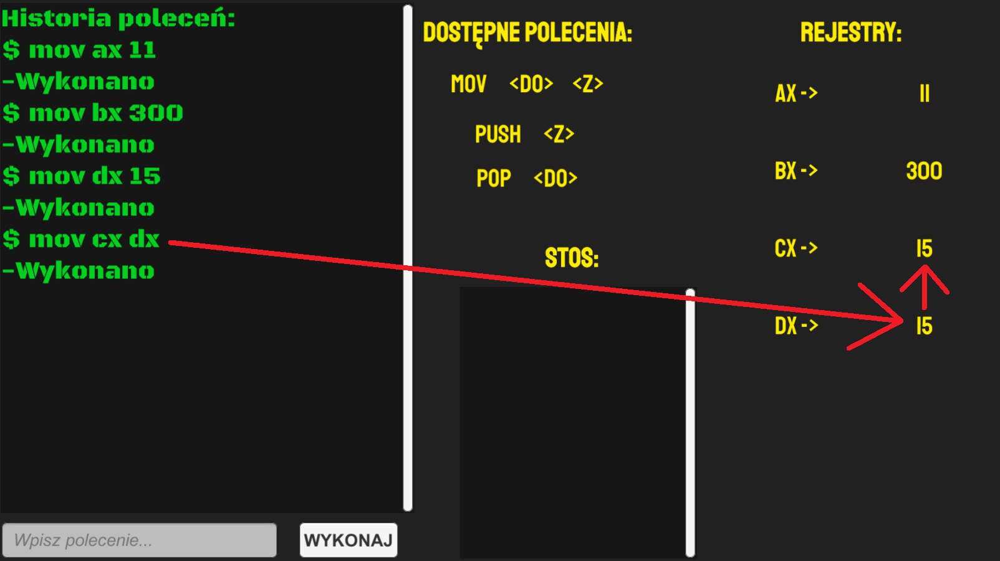 Historia poleceń:
$ mov ax 11
-Wykonano
$ mov bx 300
-Wykonano
$ mov dx 15
-Wykonano
$ mov cx dx
-Wykonano
Wpisz polecenie...
WYKONAJ
DOSTĘPNE POLECENIA:
MOV <DO> <Z>
PUSH <Z>
POP <DO>
STOS:
REJESTRY:
AX -> 11
BX -> 300
CX -> 15
DX -> 15